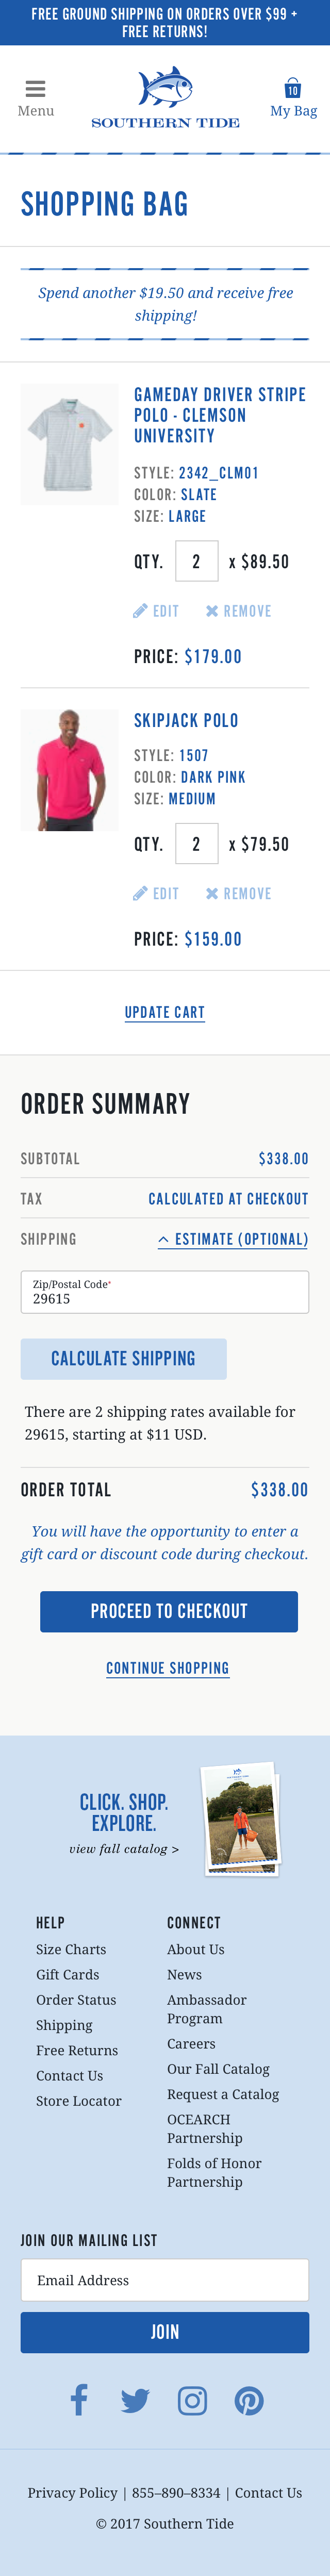 FREE GROUND SHIPPING ON ORDERS OVER $99 +
FREE RETURNS!
Menu
SOUTHERN TIDE
10
My Bag
SHOPPING BAG
Spend another $19.50 and receive free
shipping!
GAMEDAY DRIVER STRIPE
POLO - CLEMSON
UNIVERSITY
STYLE: 2342_CLM01
COLOR: SLATE
SIZE: LARGE
QTY. 2 x $89.50
EDIT REMOVE
PRICE: $179.00
SKIPJACK POLO
STYLE: 1507
COLOR: DARK PINK
SIZE: MEDIUM
QTY. 2 x $79.50
EDIT REMOVE
PRICE: $159.00
UPDATE CART
ORDER SUMMARY
SUBTOTAL $338.00
TAX CALCULATED AT CHECKOUT
SHIPPING ESTIMATE (OPTIONAL)
Zip/Postal Code*
29615
CALCULATE SHIPPING
There are 2 shipping rates available for
29615, starting at $11 USD.
ORDER TOTAL $338.00
You will have the opportunity to enter a
gift card or discount code during checkout.
PROCEED TO CHECKOUT
CONTINUE SHOPPING
CLICK. SHOP.
EXPLORE.
view fall catalog >
HELP
Size Charts
Gift Cards
Order Status
Shipping
Free Returns
Contact Us
Store Locator
CONNECT
About Us
News
Ambassador
Program
Careers
Our Fall Catalog
Request a Catalog
OCEARCH
Partnership
Folds of Honor
Partnership
JOIN OUR MAILING LIST
Email Address
JOIN
Privacy Policy | 855–890–8334 | Contact Us
© 2017 Southern Tide